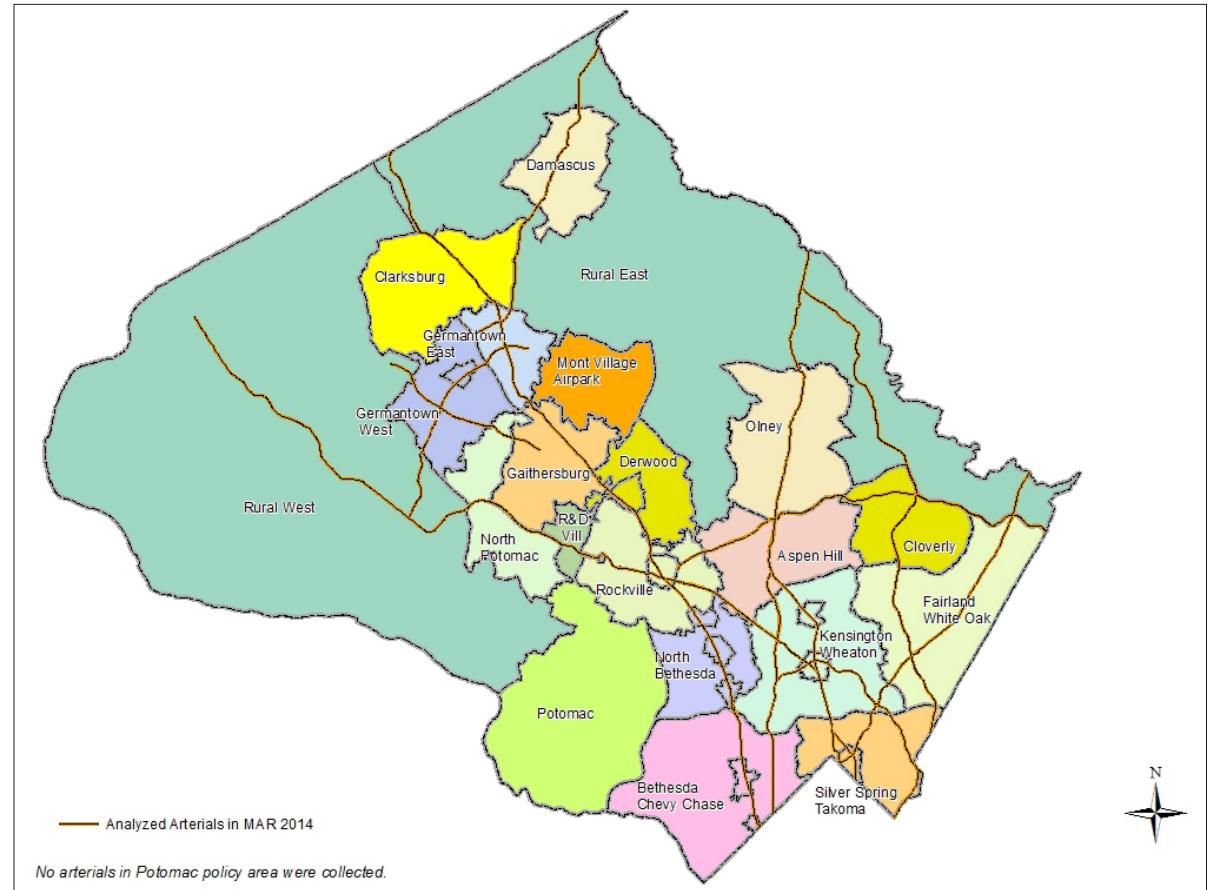 Damascus
Rural East
Clarksburg
Germantown
East
Mont Village
Airpark
Germantown
West
Olney
Derwood
Gaithersburg
Rural West
R&D
Vill
North
Potomac
Aspen Hill
Cloverly
Rockville
Fairland
White Oak
Kensington
Wheaton
North
Bethesda
Potomac
Bethesda
Chevy Chase
Silver Spring
Takoma
N
Analyzed Arterials in MAR 2014
No arterials in Potomac policy area were collected.